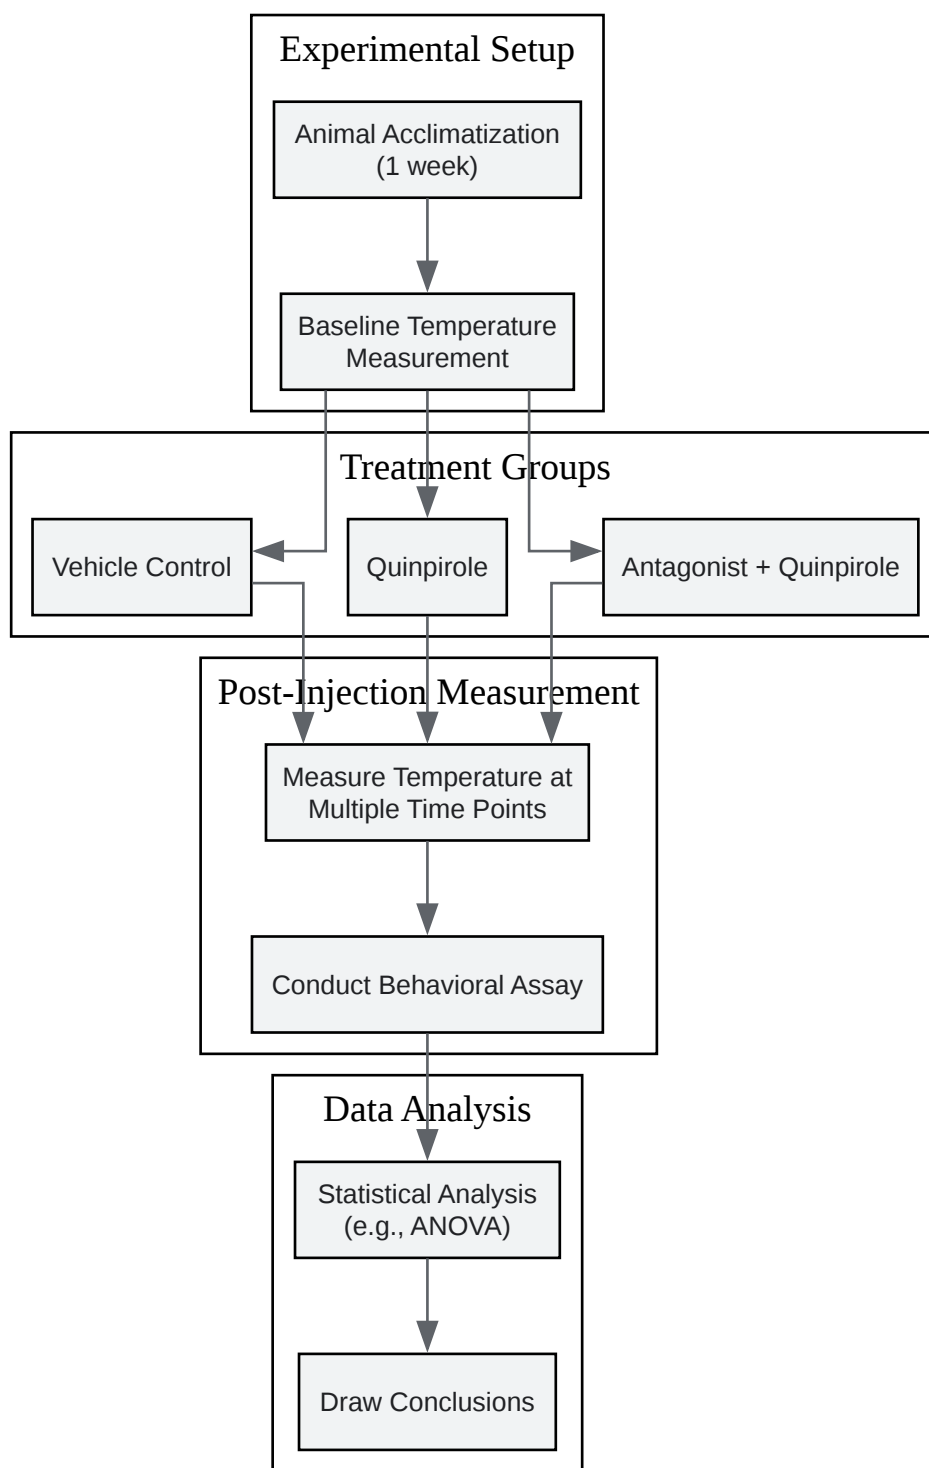 Experimental Setup
Animal Acclimatization
(1 week)
Baseline Temperature
Measurement
Treatment Groups
Vehicle Control
Quinpirole
Antagonist + Quinpirole
Post-Injection Measurement
Measure Temperature at
Multiple Time Points
Conduct Behavioral Assay
Data Analysis
Statistical Analysis
(e.g., ANOVA)
Draw Conclusions